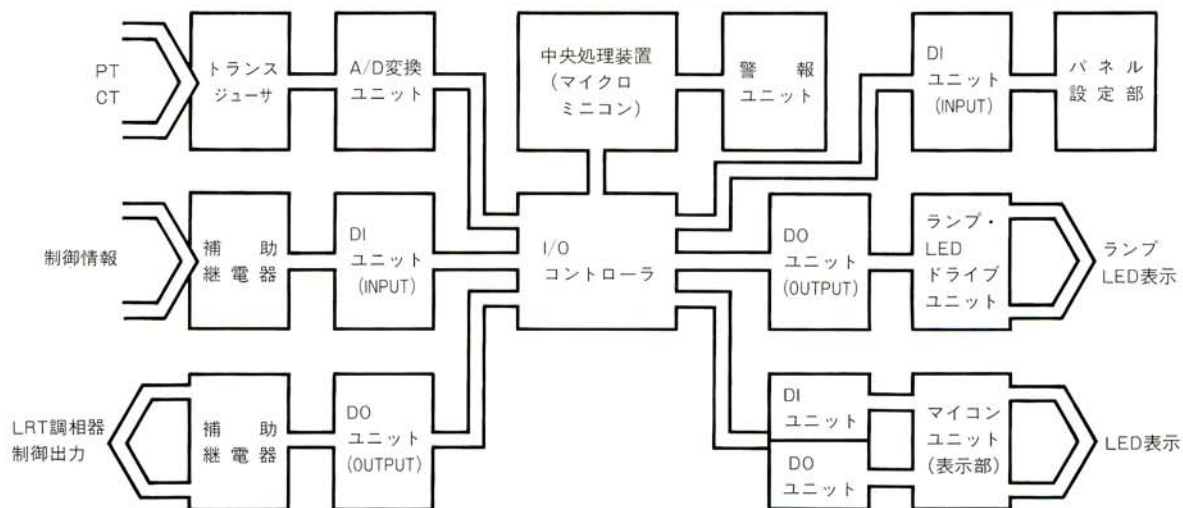 PT
CT
トランス
ジューサ
A/D変換
ユニット
中央処理装置
(マイクロ
ミニコン)
警 報
ユニット
DI
ユニット
(INPUT)
パネル
設定部
制御情報
補 助
継電器
DI
ユニット
(INPUT)
I/O
コントローラ
DO
ユニット
(OUTPUT)
ランプ・
LED
ドライブ
ユニット
ランプ
LED表示
LRT調相器
制御出力
補 助
継電器
DO
ユニット
(OUTPUT)
DI
ユニット
DO
ユニット
マイコン
ユニット
(表示部)
LED表示